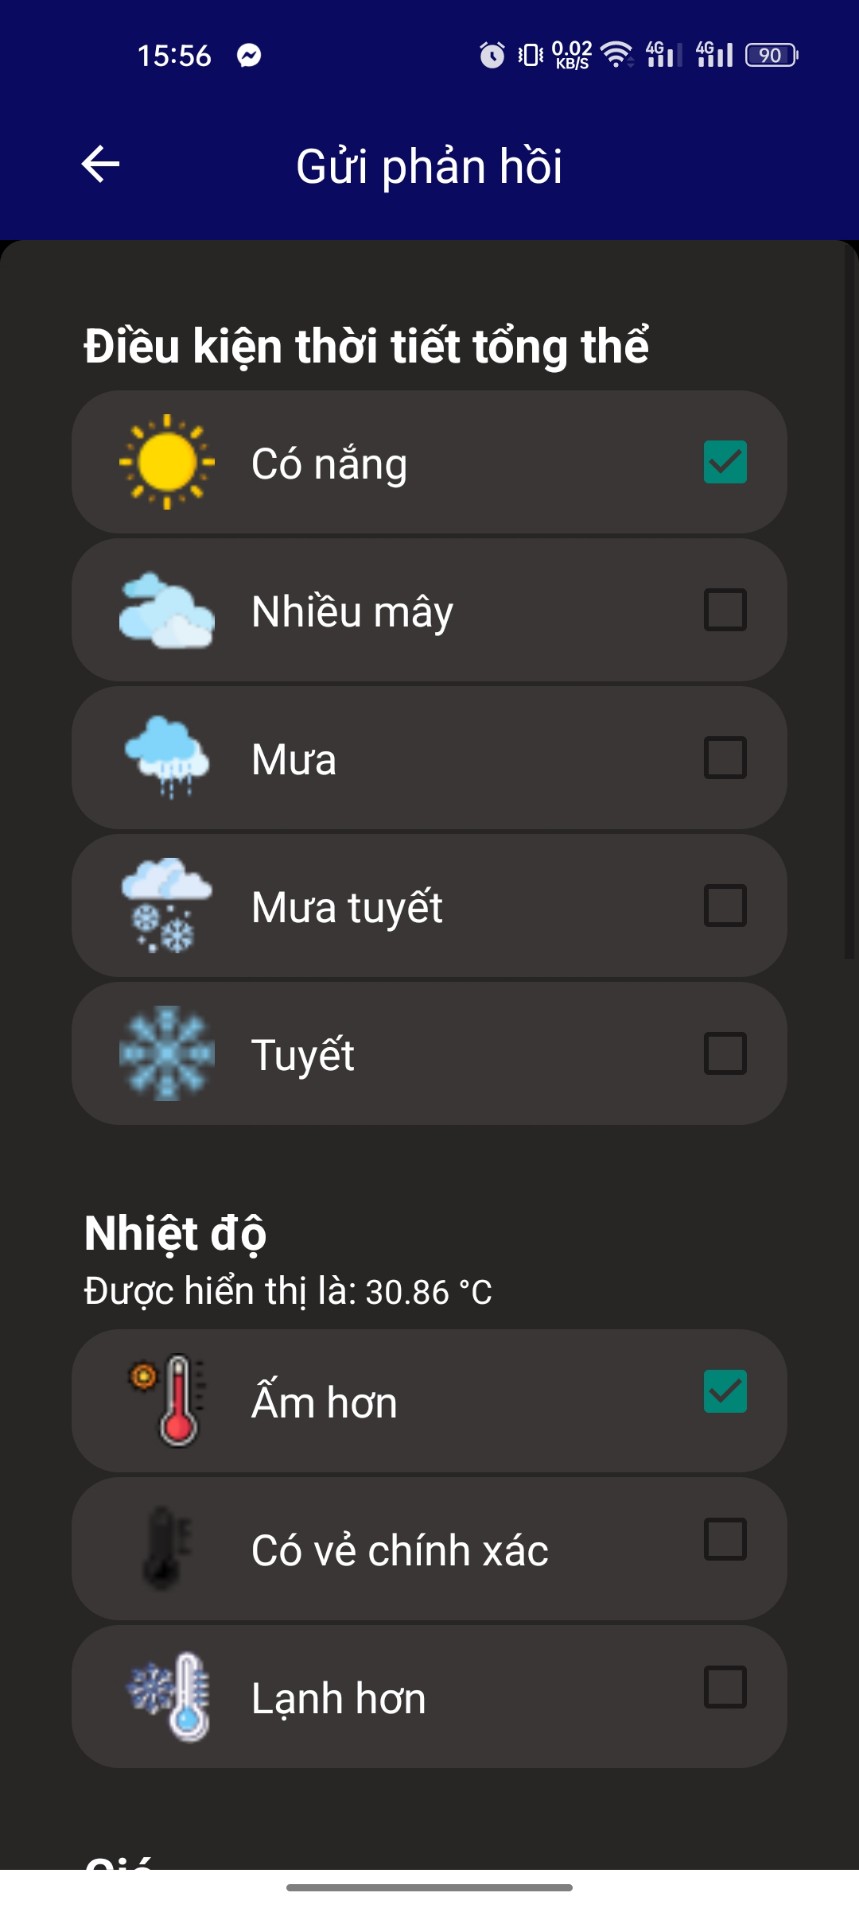 15:56
0.02
KB/S
4G
4G
90
Gửi phản hồi
Điều kiện thời tiết tổng thể
Có nắng
Nhiều mây
Mưa
Mưa tuyết
Tuyết
Nhiệt độ
Được hiển thị là: 30.86 °C
Ấm hơn
Có vẻ chính xác
Lạnh hơn